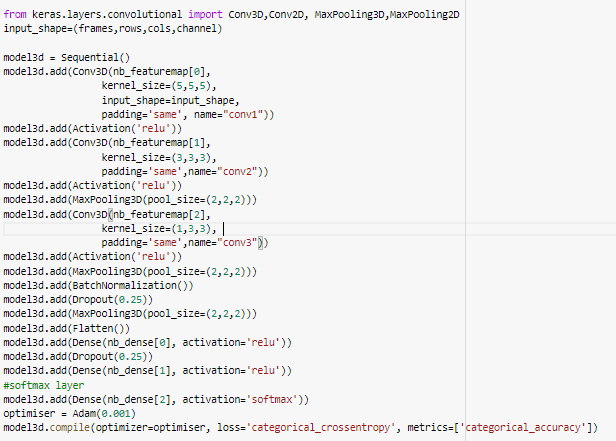 from keras.layers.convolutional import Conv3D,Conv2D, MaxPooling3D,MaxPooling2D
input_shape=(frames,rows,cols,channel)

model3d = Sequential()
model3d.add(Conv3D(nb_featuremap[0],
                kernel_size=(5,5,5),
                input_shape=input_shape,
                padding='same', name="conv1"))
model3d.add(Activation('relu'))
model3d.add(Conv3D(nb_featuremap[1],
                kernel_size=(3,3,3),
                padding='same',name="conv2"))
model3d.add(Activation('relu'))
model3d.add(MaxPooling3D(pool_size=(2,2,2)))
model3d.add(Conv3D(nb_featuremap[2],
                kernel_size=(1,3,3),
                padding='same',name="conv3"))
model3d.add(Activation('relu'))
model3d.add(MaxPooling3D(pool_size=(2,2,2)))
model3d.add(BatchNormalization())
model3d.add(Dropout(0.25))
model3d.add(MaxPooling3D(pool_size=(2,2,2)))
model3d.add(Flatten())
model3d.add(Dense(nb_dense[0], activation='relu'))
model3d.add(Dropout(0.25))
model3d.add(Dense(nb_dense[1], activation='relu'))
#softmax layer
model3d.add(Dense(nb_dense[2], activation='softmax'))
optimiser = Adam(0.001)
model3d.compile(optimizer=optimiser, loss='categorical_crossentropy', metrics=['categorical_accuracy'])